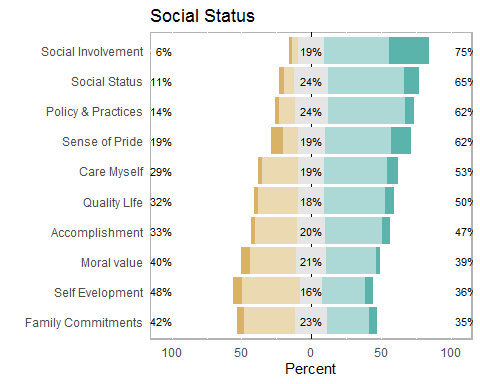 Social Status
Social Involvement 6% 19% 75%
Social Status 11% 24% 65%
Policy & Practices 14% 24% 62%
Sense of Pride 19% 19% 62%
Care Myself 29% 19% 53%
Quality LIfe 32% 18% 50%
Accomplishment 33% 20% 47%
Moral value 40% 21% 39%
Self Evelopment 48% 16% 36%
Family Commitments 42% 23% 35%
100 50 0 50 100
Percent